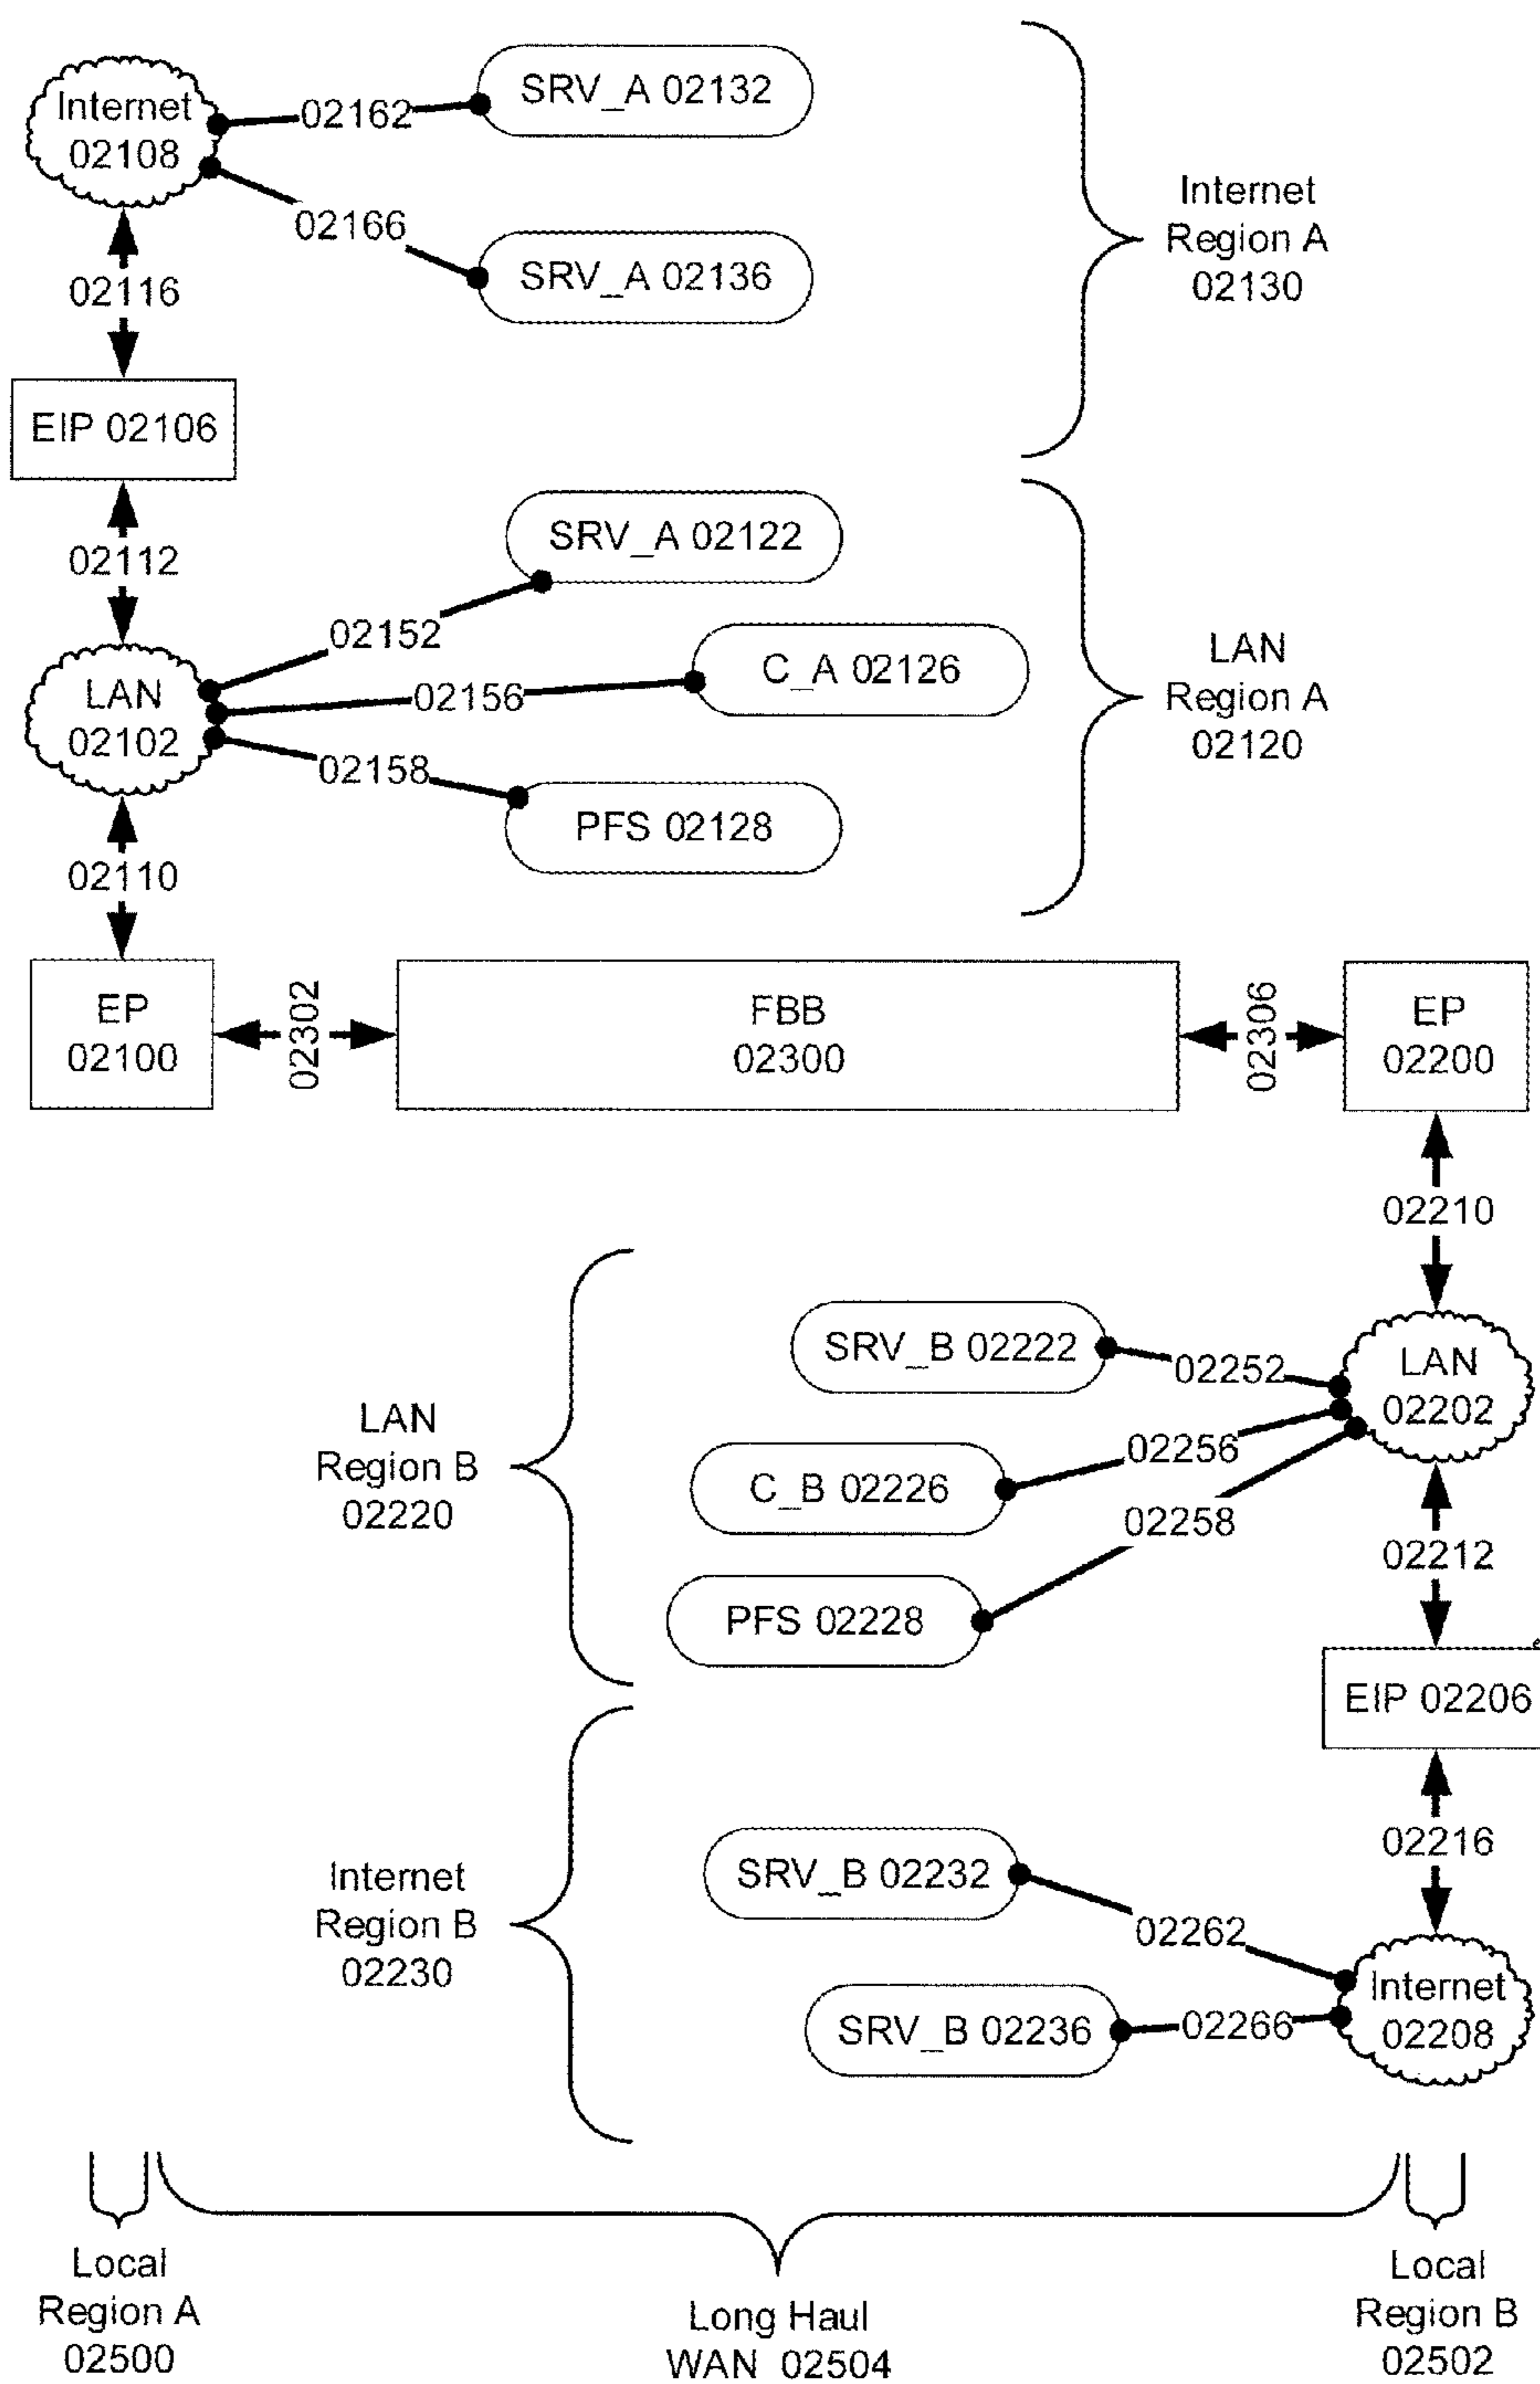 Internet
02108
02162
SRV_A 02132
02166
SRV_A 02136
Internet
Region A
02130
02116
EIP 02106
02112
SRV_A 02122
02152
LAN
02102
02156
C_A 02126
LAN
Region A
02120
02158
PFS 02128
02110
EP
02100
02302
FBB
02300
02306
EP
02200
02210
SRV_B 02222
02252
LAN
02202
LAN
Region B
02220
02256
C_B 02226
02258
02212
PFS 02228
EIP 02206
02216
SRV_B 02232
Internet
Region B
02230
02262
Internet
02208
SRV_B 02236
02266
Local
Region A
02500
Long Haul
WAN 02504
Local
Region B
02502